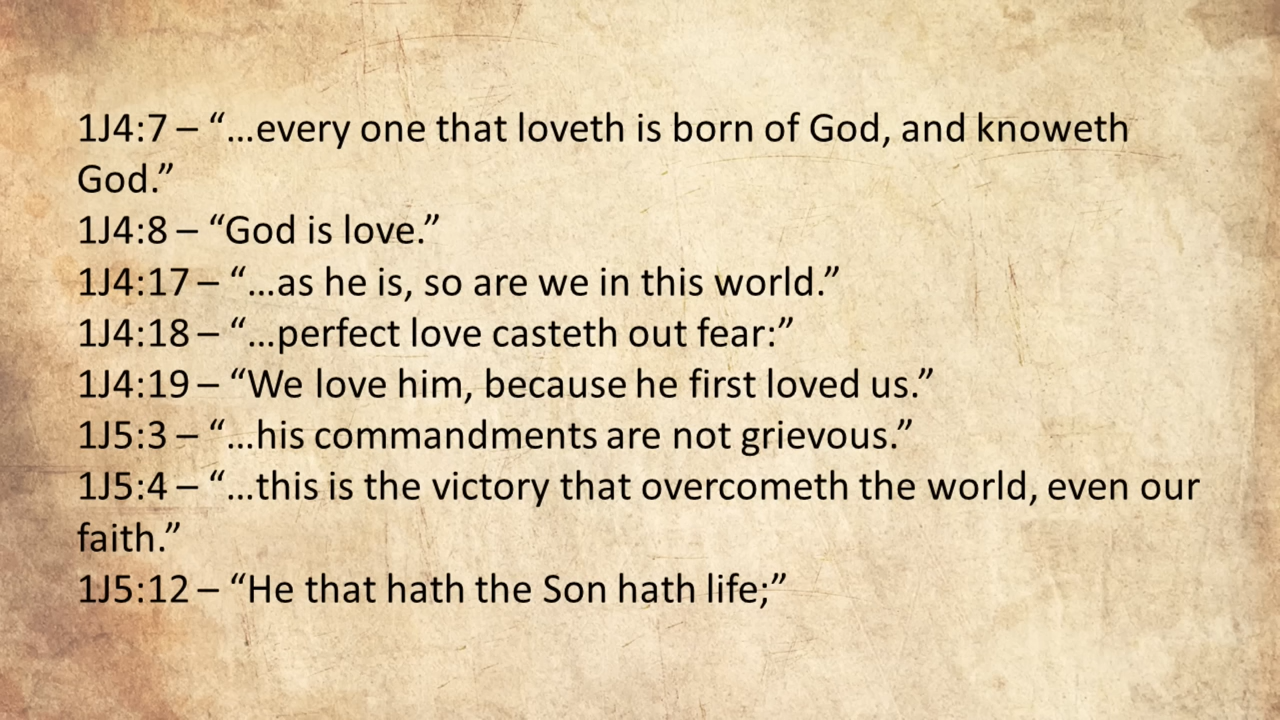 1J4:7 – “…every one that loveth is born of God, and knoweth
God.”
1J4:8 – “God is love.”
1J4:17 – “…as he is, so are we in this world.”
1J4:18 – “…perfect love casteth out fear:”
1J4:19 – “We love him, because he first loved us.”
1J5:3 – “…his commandments are not grievous.”
1J5:4 – “…this is the victory that overcometh the world, even our
faith.”
1J5:12 – “He that hath the Son hath life;”